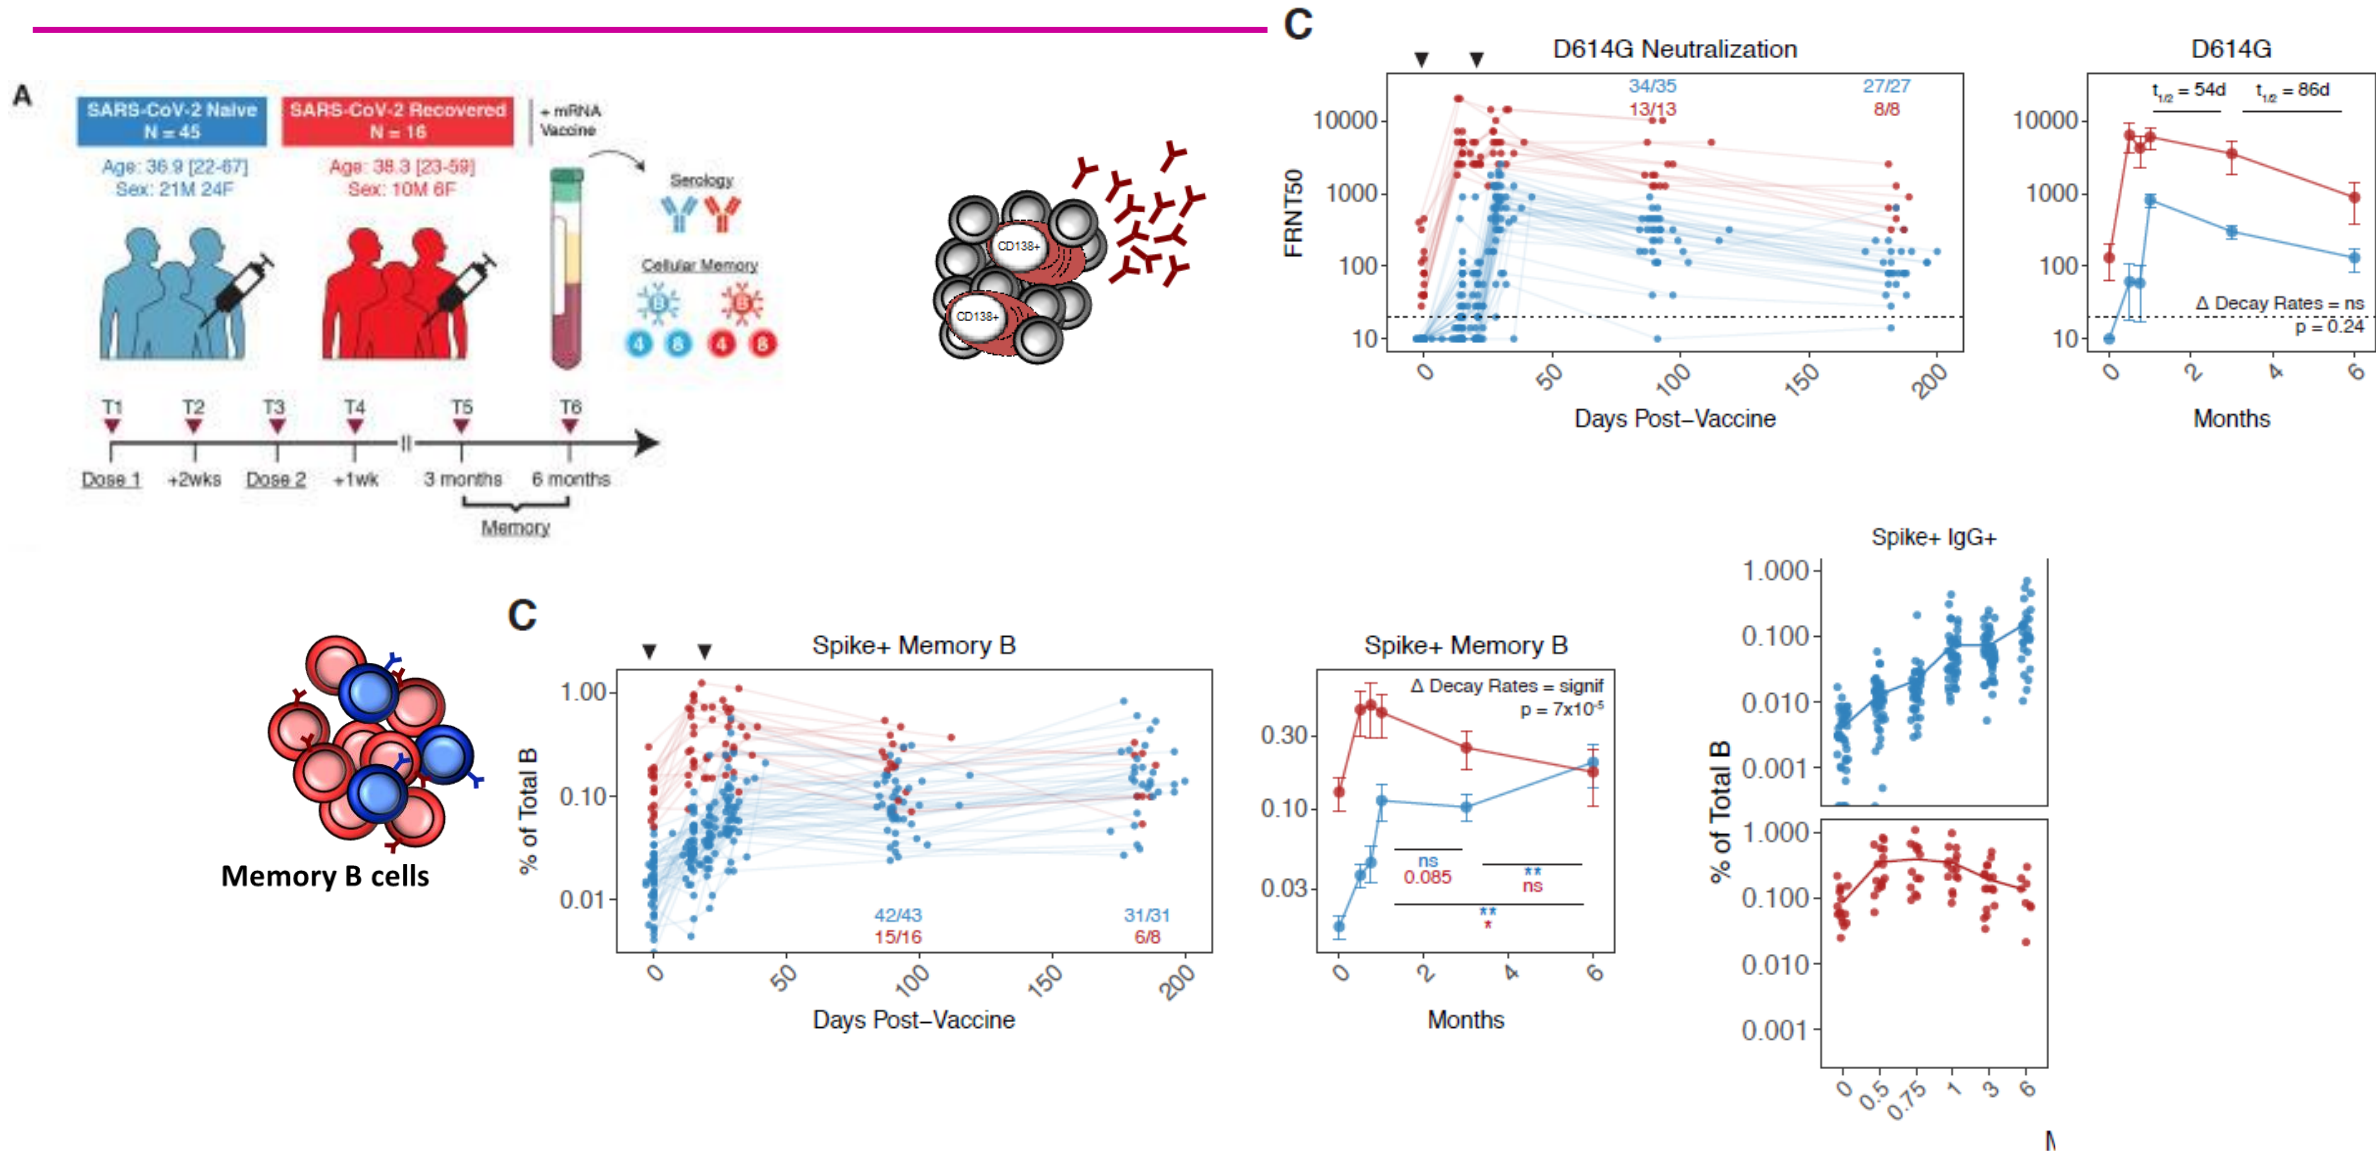 A
SARS-CoV-2 Naive
N = 45
SARS-CoV-2 Recovered
N = 16
+ mRNA
Vaccine
Age: 36.9 [22-67]
Sex: 21M 24F
Age: 38.3 [23-59]
Sex: 10M 6F
Serology
Cellular Memory
B
B
4
8
4
8
T1
T2
T3
T4
T5
T6
Dose 1
+2wks
Dose 2
+1wk
3 months
6 months
Memory
CD138+
CD138+
C
D614G Neutralization
34/35
27/27
13/13
8/8
10000
1000
100
10
FRNT50
0
50
100
150
200
Days Post–Vaccine
D614G
t1/2 = 54d
t1/2 = 86d
10000
1000
100
10
Δ Decay Rates = ns
p = 0.24
0
2
4
6
Months
Memory B cells
C
Spike+ Memory B
1.00
0.10
0.01
% of Total B
42/43
31/31
15/16
6/8
0
50
100
150
200
Days Post–Vaccine
Spike+ Memory B
Δ Decay Rates = signif
p = 7x10-5
0.30
0.10
0.03
ns
0.085
**
ns
**
*
0
2
4
6
Months
Spike+ IgG+
1.000
0.100
0.010
0.001
% of Total B
1.000
0.100
0.010
0.001
0
0.5
0.75
1
3
6